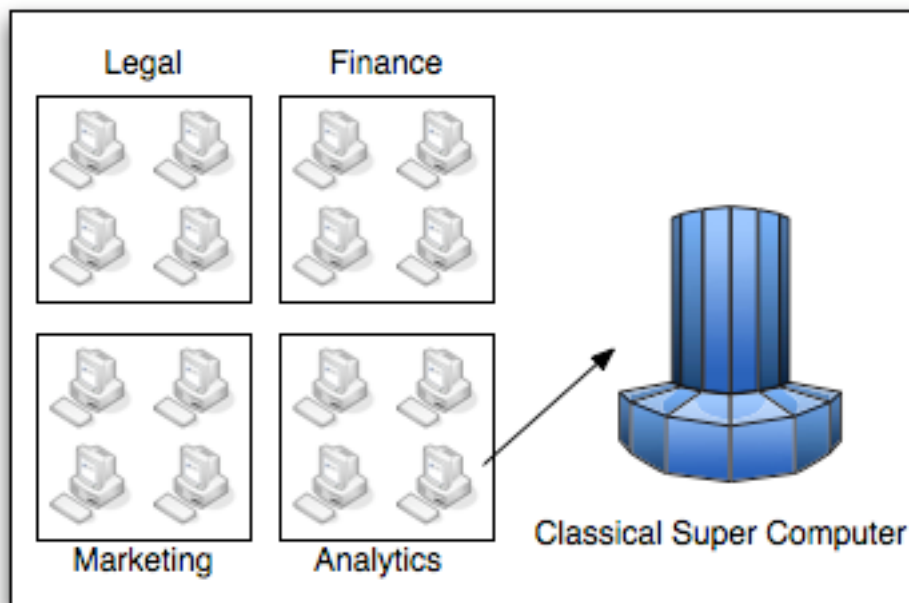 Legal
Finance
Marketing
Analytics
Classical Super Computer